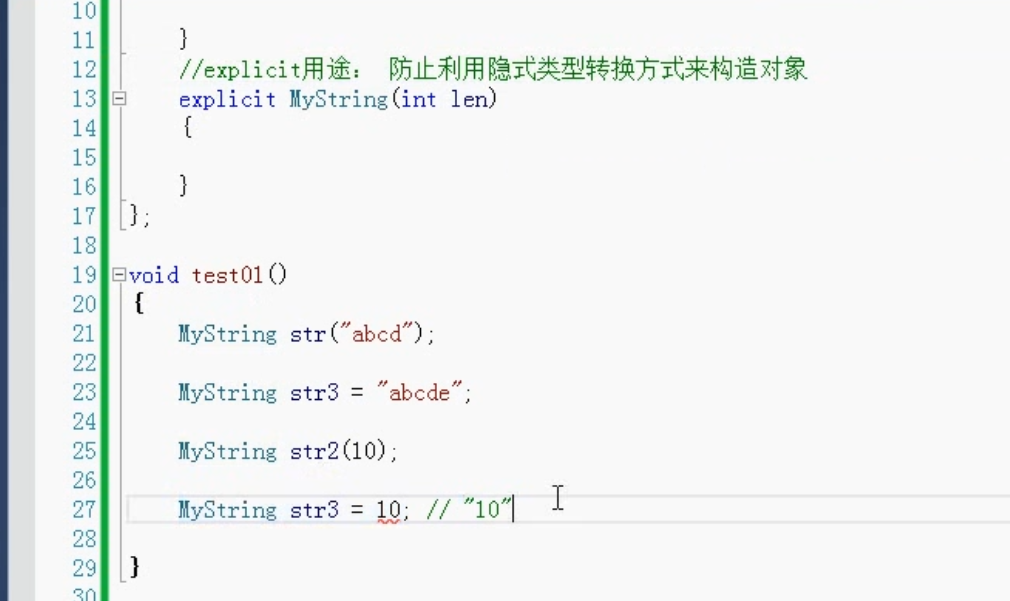 10
11 }
12 //explicit用途： 防止利用隐式类型转换方式来构造对象
13 explicit MyString(int len)
14 {
15
16 }
17 };
18
19 void test01()
20 {
21 MyString str("abcd");
22
23 MyString str3 = "abcde";
24
25 MyString str2(10);
26
27 MyString str3 = 10; // "10"
28
29 }
30